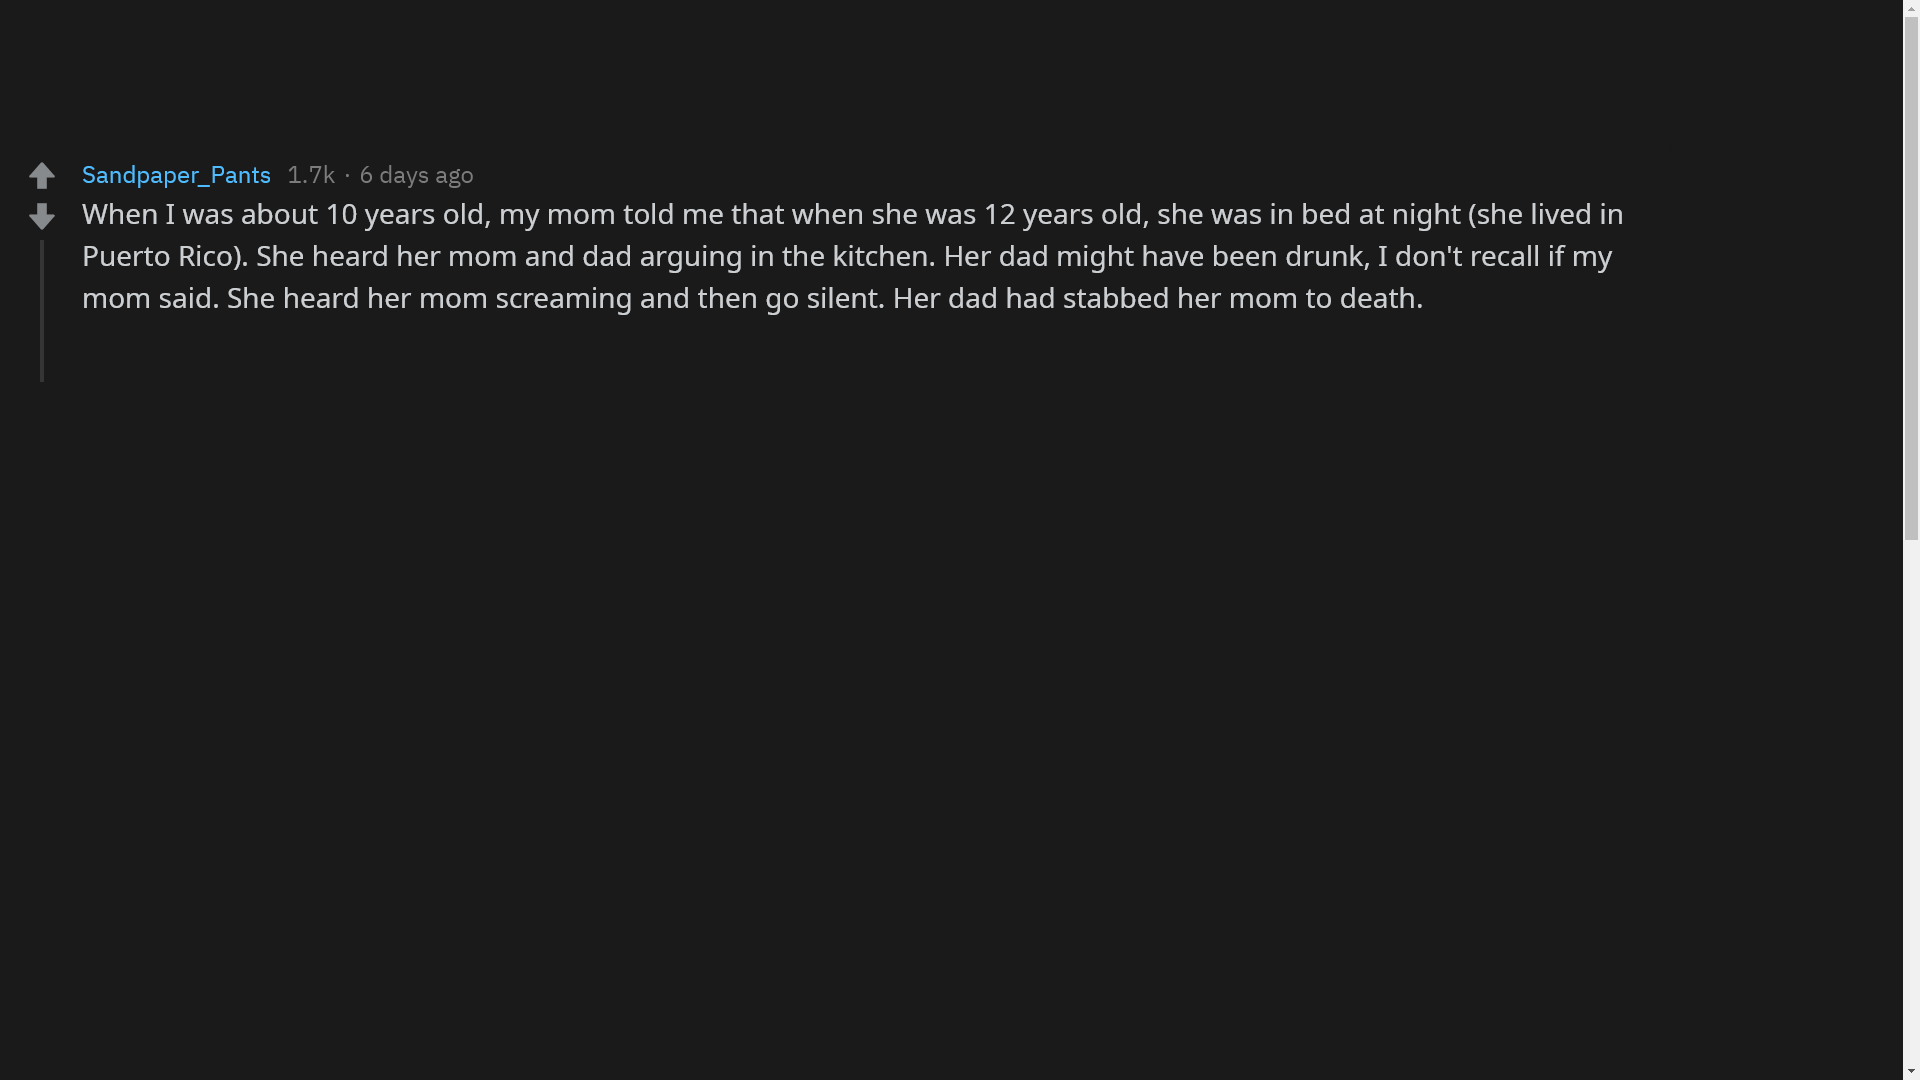 Sandpaper_Pants 1.7k · 6 days ago
When I was about 10 years old, my mom told me that when she was 12 years old, she was in bed at night (she lived in
Puerto Rico). She heard her mom and dad arguing in the kitchen. Her dad might have been drunk, I don't recall if my
mom said. She heard her mom screaming and then go silent. Her dad had stabbed her mom to death.